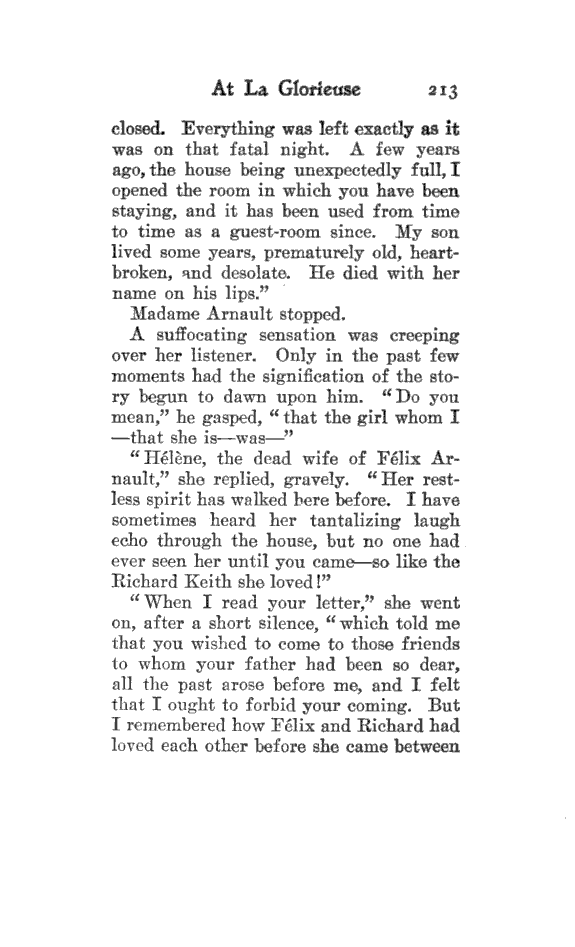 At La Glorieuse 213
closed. Everything was left exactly as it
was on that fatal night. A few years
ago, the house being unexpectedly full, I
opened the room in which you have been
staying, and it has been used from time
to time as a guest-room since. My son
lived some years, prematurely old, heart-
broken, and desolate. He died with her
name on his lips.”
Madame Arnault stopped.
A suffocating sensation was creeping
over her listener. Only in the past few
moments had the signification of the sto-
ry begun to dawn upon him. “Do you
mean,” he gasped, “that the girl whom I
—that she is—was—”
“Hélène, the dead wife of Félix Ar-
nault,” she replied, gravely. “Her rest-
less spirit has walked here before. I have
sometimes heard her tantalizing laugh
echo through the house, but no one had
ever seen her until you came—so like the
Richard Keith she loved!”
“When I read your letter,” she went
on, after a short silence, “which told me
that you wished to come to those friends
to whom your father had been so dear,
all the past arose before me, and I felt
that I ought to forbid your coming. But
I remembered how Félix and Richard had
loved each other before she came between